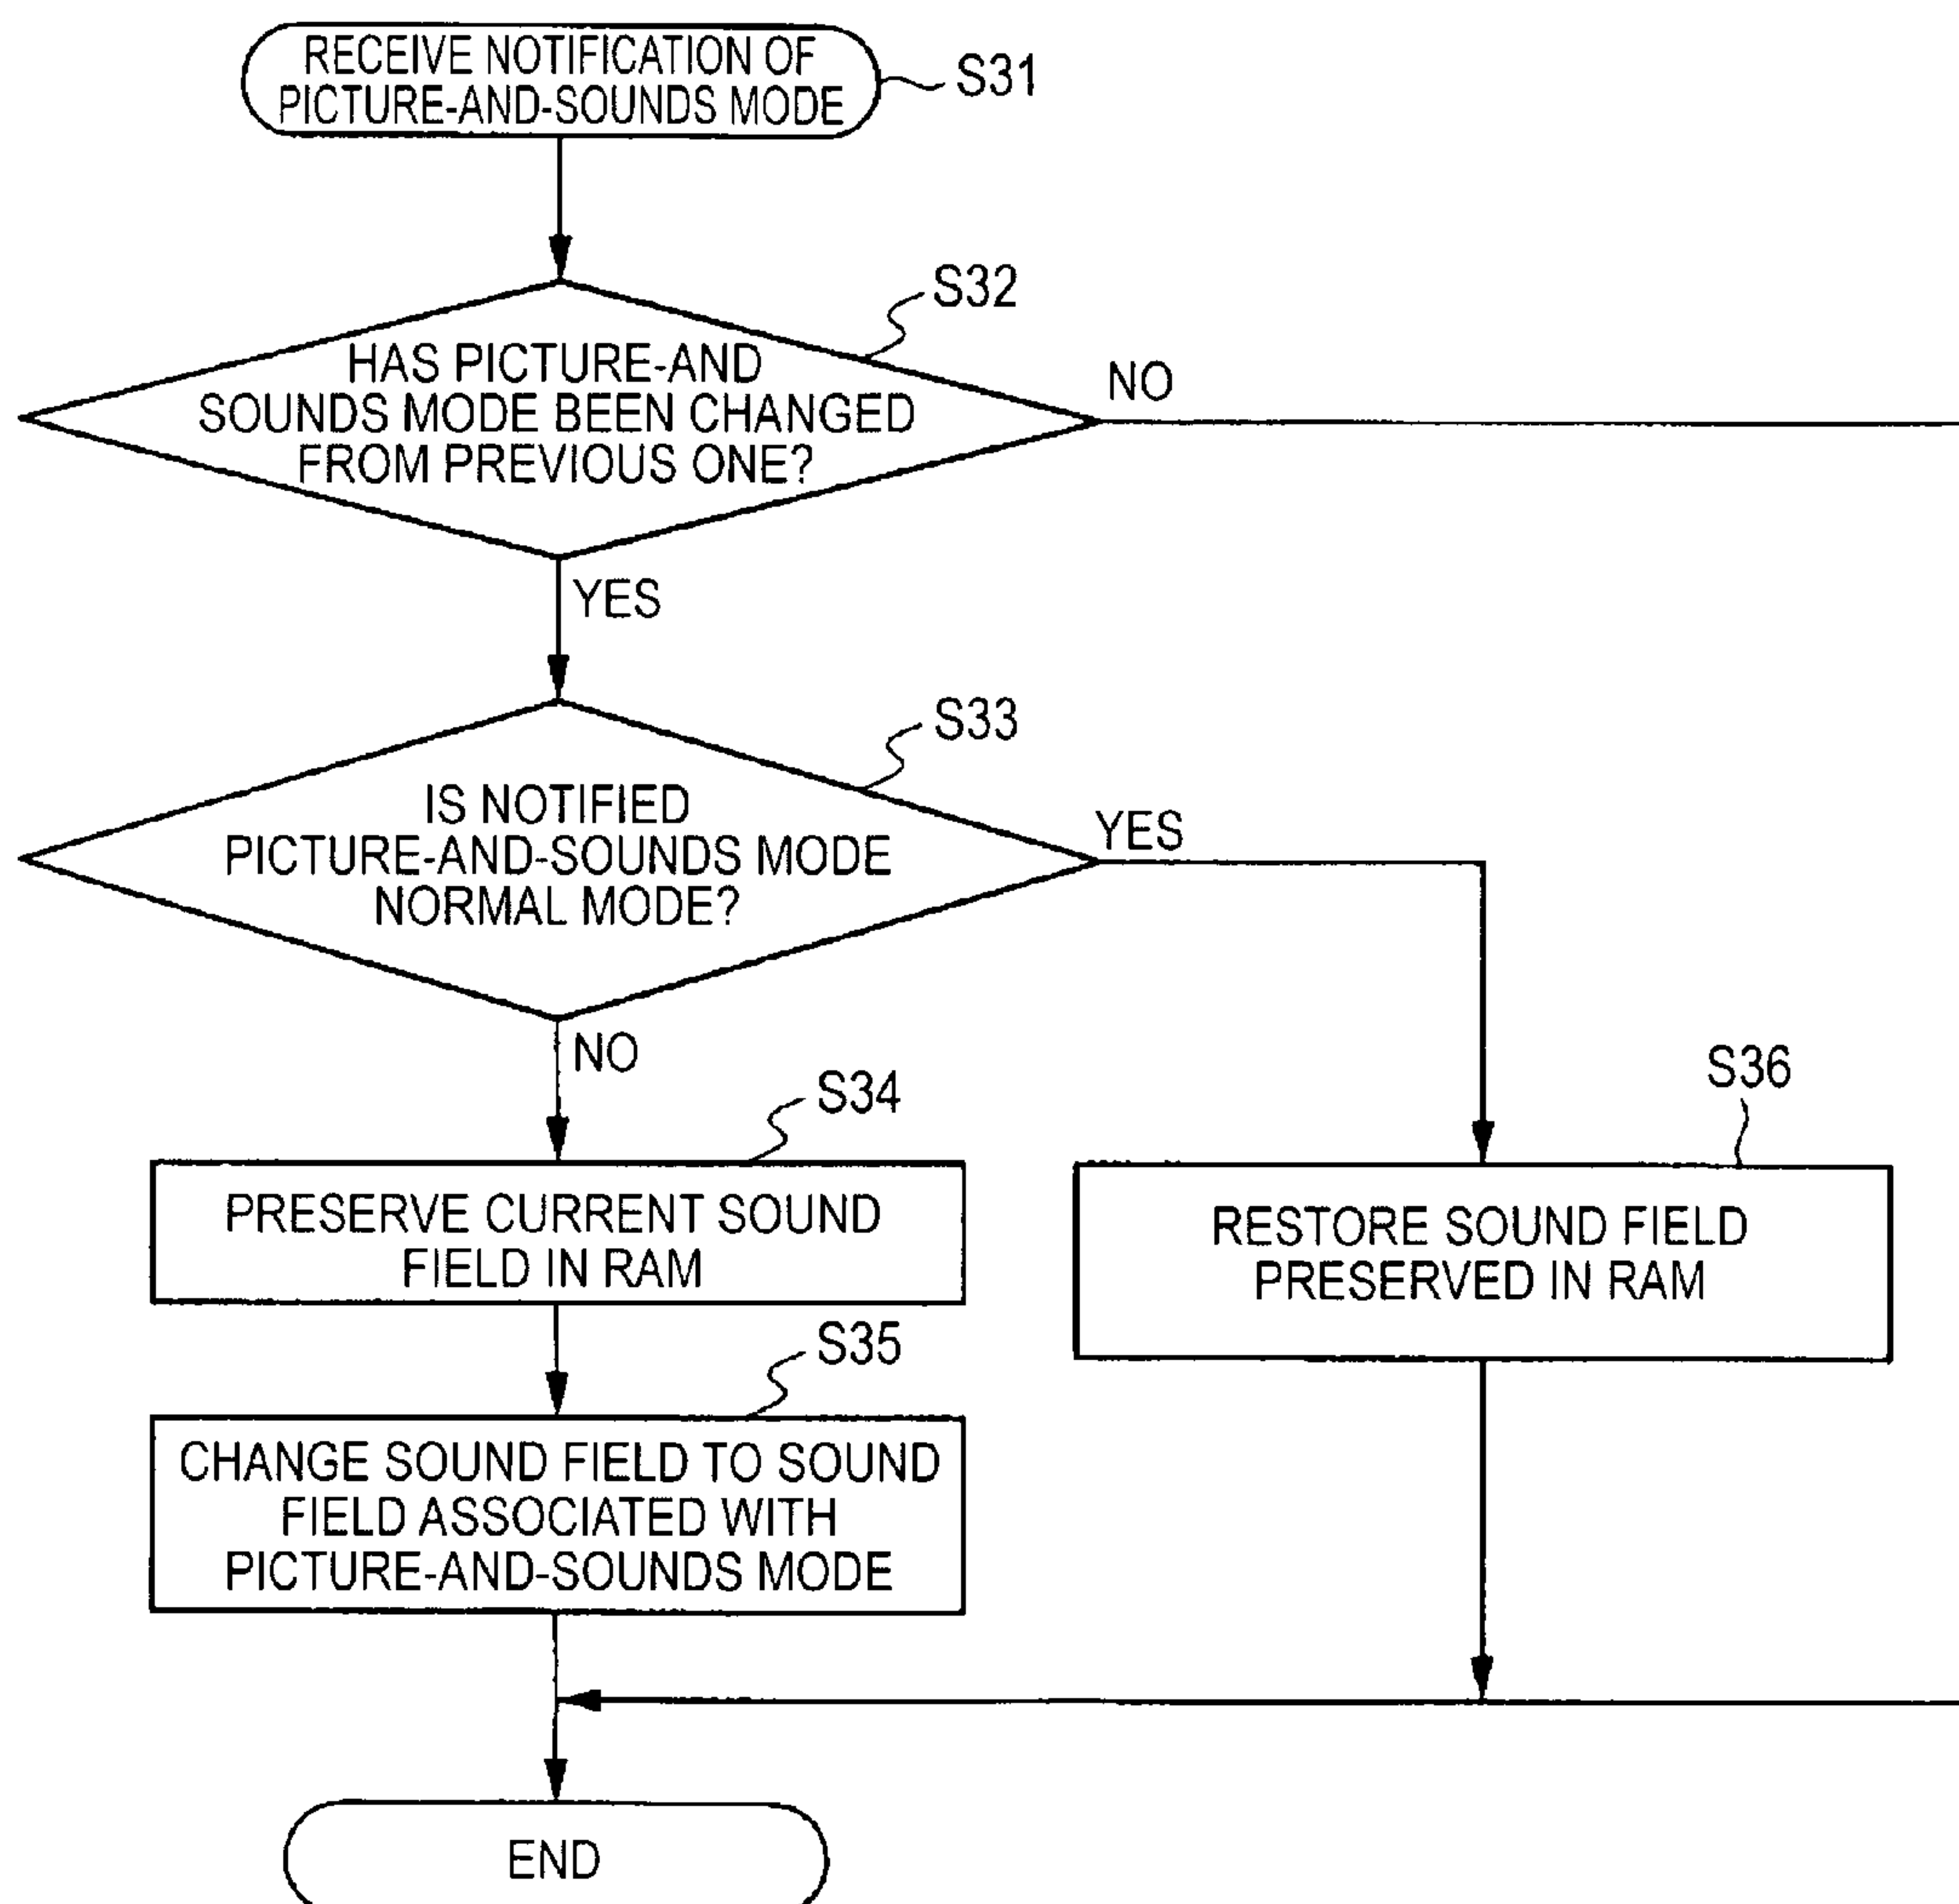 RECEIVE NOTIFICATION OF
PICTURE-AND-SOUNDS MODE
S31
S32
HAS PICTURE-AND
SOUNDS MODE BEEN CHANGED
FROM PREVIOUS ONE?
NO
YES
S33
IS NOTIFIED
PICTURE-AND-SOUNDS MODE
NORMAL MODE?
YES
NO
S34
PRESERVE CURRENT SOUND
FIELD IN RAM
S36
RESTORE SOUND FIELD
PRESERVED IN RAM
S35
CHANGE SOUND FIELD TO SOUND
FIELD ASSOCIATED WITH
PICTURE-AND-SOUNDS MODE
END